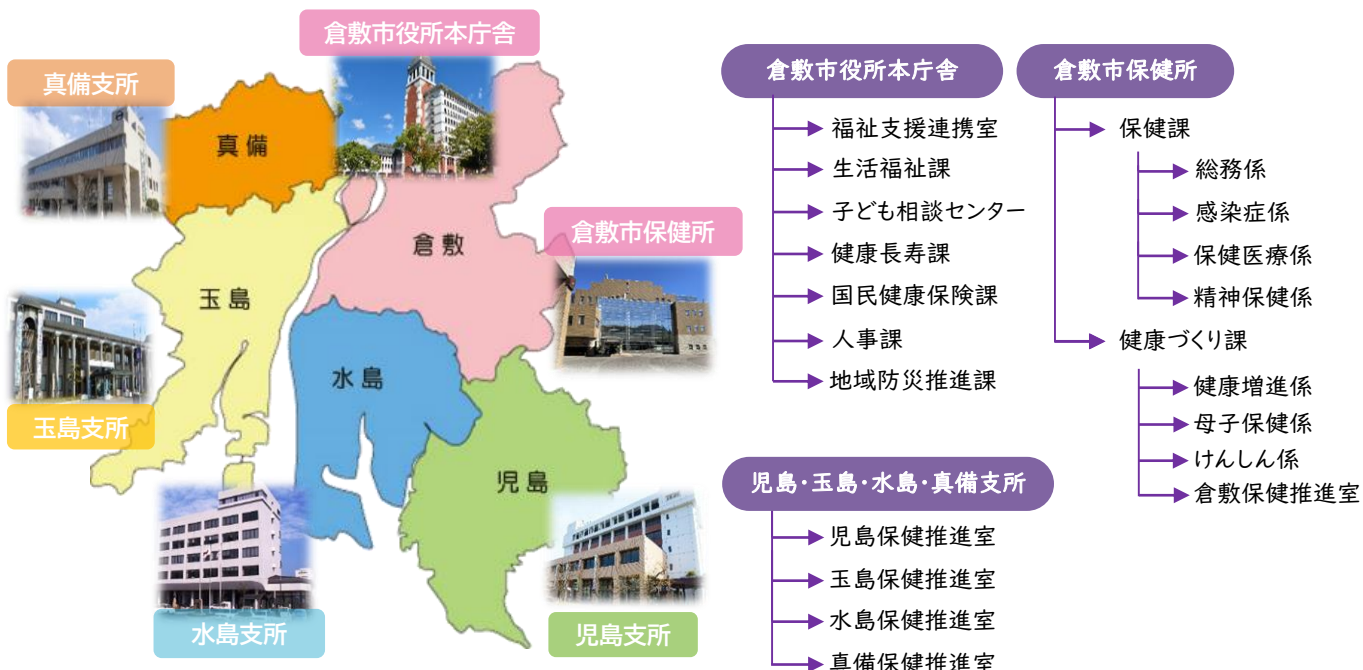 倉敷市役所本庁舎
真備支所
真備
倉敷
倉敷市保健所
玉島
水島
玉島支所
児島
水島支所
児島支所
倉敷市役所本庁舎
福祉支援連携室
生活福祉課
子ども相談センター
健康長寿課
国民健康保険課
人事課
地域防災推進課
倉敷市保健所
保健課
総務係
感染症係
保健医療係
精神保健係
健康づくり課
健康増進係
母子保健係
けんしん係
倉敷保健推進室
児島・玉島・水島・真備支所
児島保健推進室
玉島保健推進室
水島保健推進室
真備保健推進室